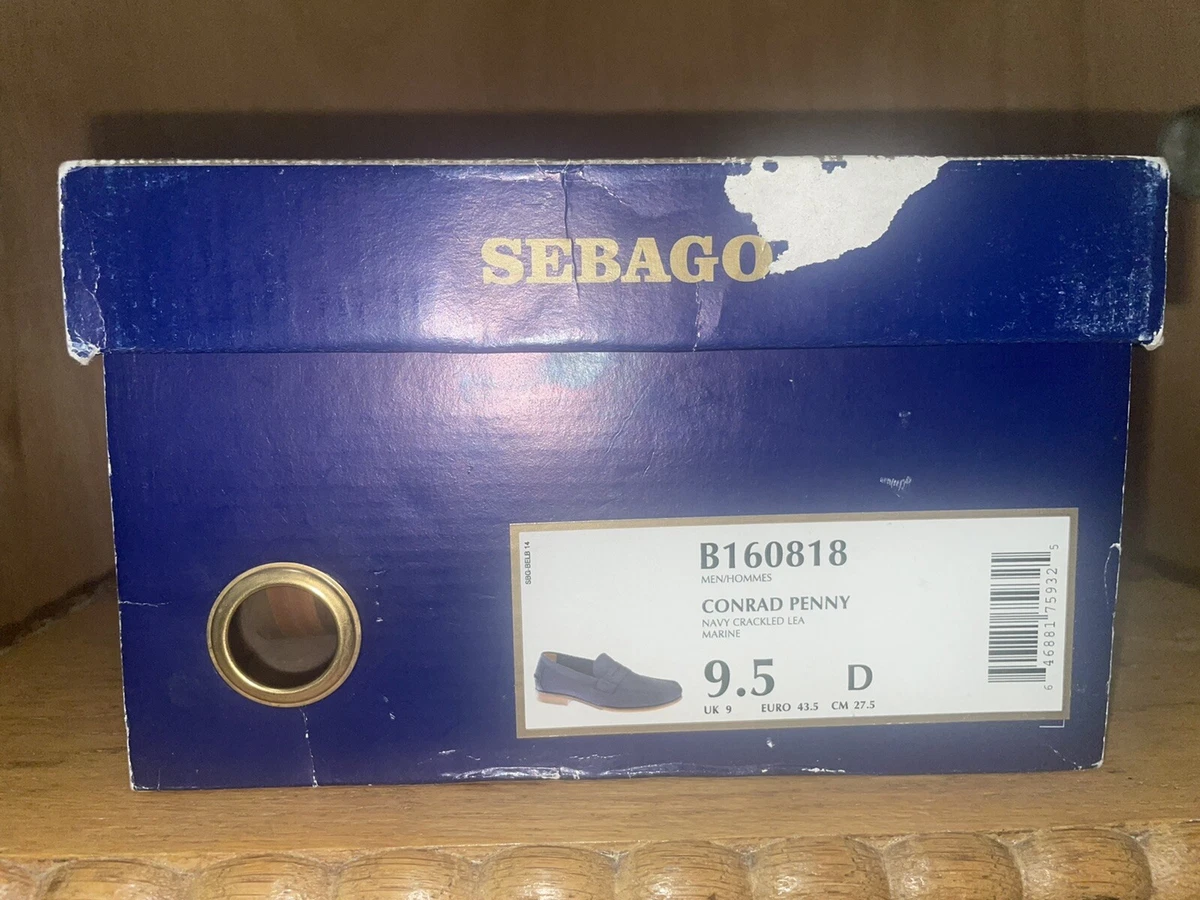 SEBAGO
SBG-BELB 14
B160818
MEN/HOMMES
CONRAD PENNY
NAVY CRACKLED LEA
MARINE
9.5 D
UK 9 EURO 43.5 CM 27.5
6 46881 75932 5